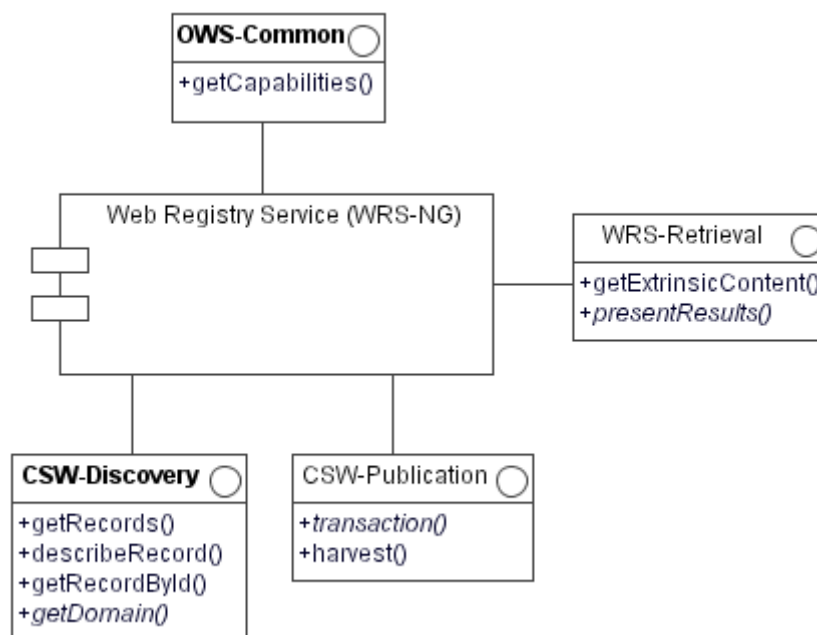 OWS-Common
+getCapabilities()
Web Registry Service (WRS-NG)
WRS-Retrieval
+getExtrinsicContent()
+presentResults()
CSW-Discovery
+getRecords()
+describeRecord()
+getRecordById()
+getDomain()
CSW-Publication
+transaction()
+harvest()